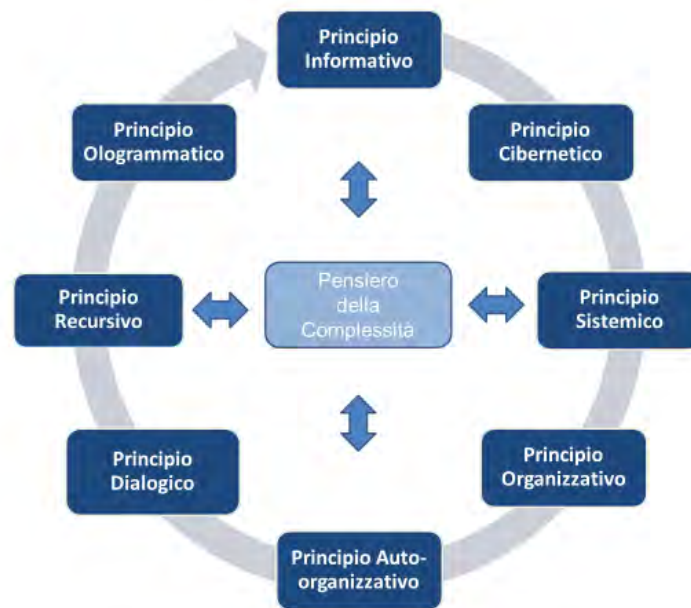 Principio
Informativo
Principio
Cibernetico
Principio
Sistemico
Principio
Organizzativo
Principio Auto-
organizzativo
Principio
Dialogico
Principio
Recursivo
Principio
Ologrammatico
Pensiero
della
Complessità